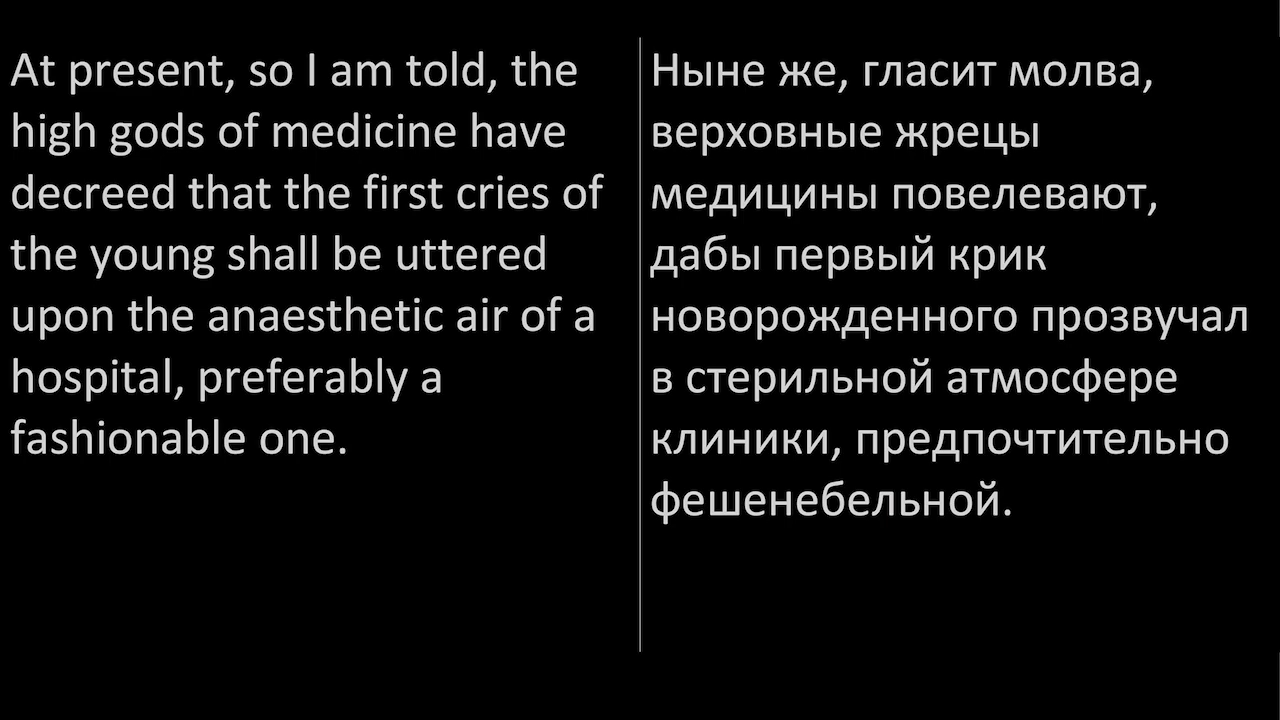 At present, so I am told, the
high gods of medicine have
decreed that the first cries of
the young shall be uttered
upon the anaesthetic air of a
hospital, preferably a
fashionable one.
Ныне же, гласит молва,
верховные жрецы
медицины повелевают,
дабы первый крик
новорожденного прозвучал
в стерильной атмосфере
клиники, предпочтительно
фешенебельной.